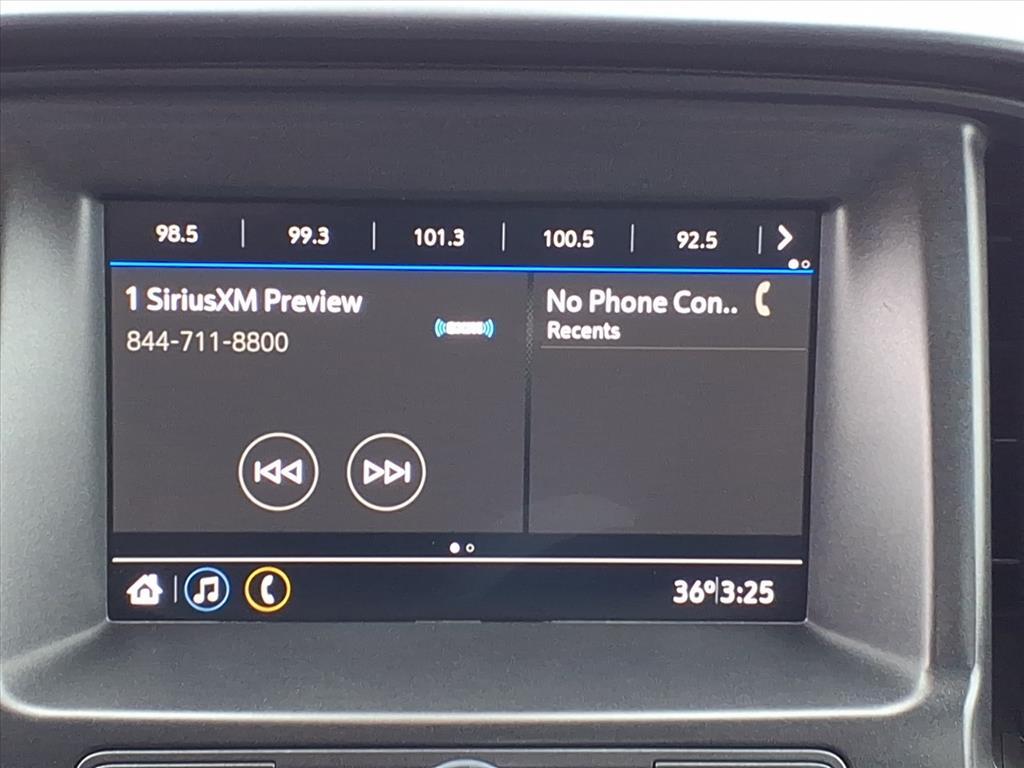 98.5 | 99.3 | 101.3 | 100.5 | 92.5 |
1 SiriusXM Preview
844-711-8800
No Phone Con..
Recents
36°|3:25